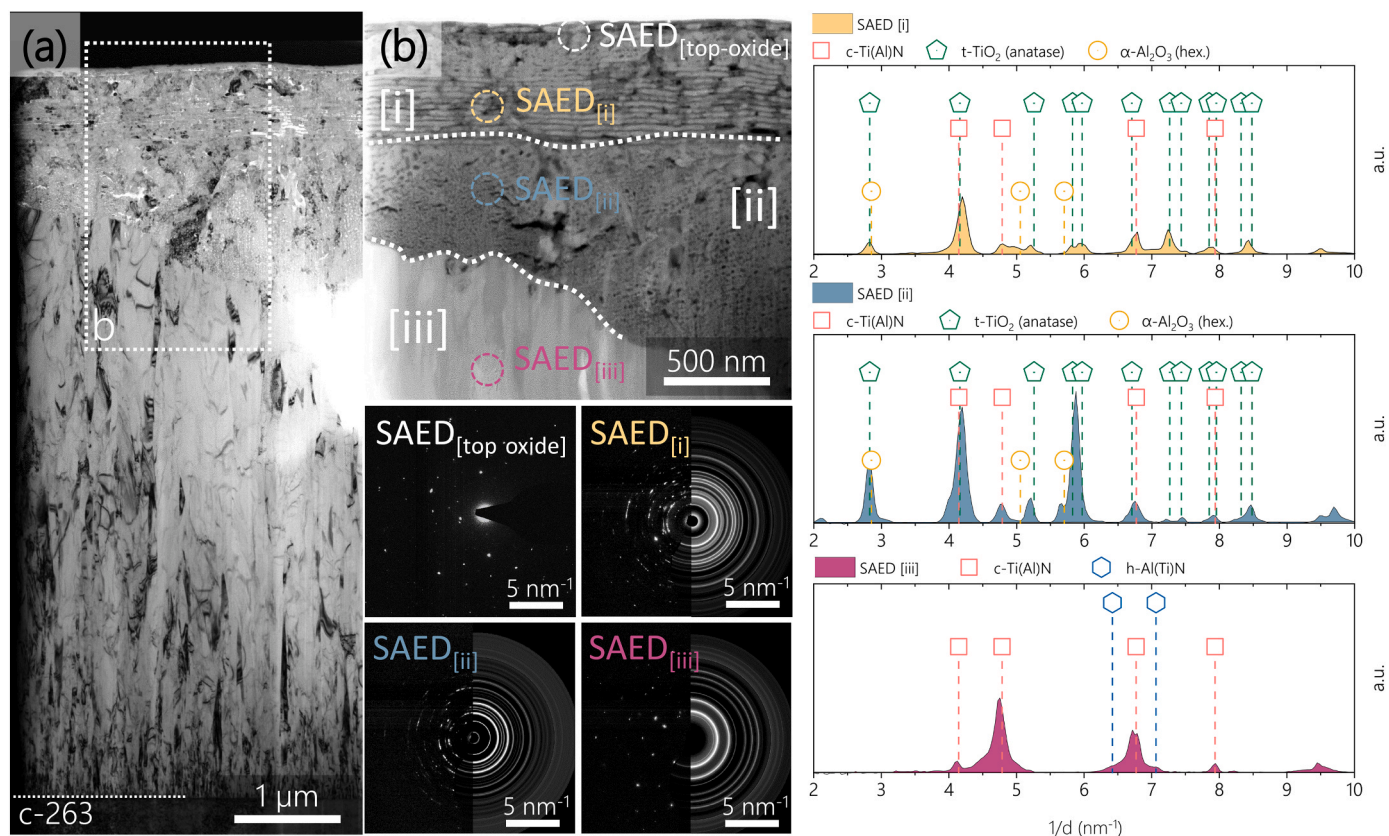 (a)
b
c-263
1 µm
(b)
SAED[top-oxide]
[i]
SAED[i]
SAED[ii]
[ii]
[iii]
SAED[iii]
500 nm
SAED[top oxide]
5 nm⁻¹
SAED[i]
5 nm⁻¹
SAED[ii]
5 nm⁻¹
SAED[iii]
5 nm⁻¹
SAED [i]
c-Ti(Al)N t-TiO₂ (anatase) α-Al₂O₃ (hex.)
a.u.
2 3 4 5 6 7 8 9 10
SAED [ii]
c-Ti(Al)N t-TiO₂ (anatase) α-Al₂O₃ (hex.)
a.u.
2 3 4 5 6 7 8 9 10
SAED [iii] c-Ti(Al)N h-Al(Ti)N
a.u.
2 3 4 5 6 7 8 9 10
1/d (nm⁻¹)